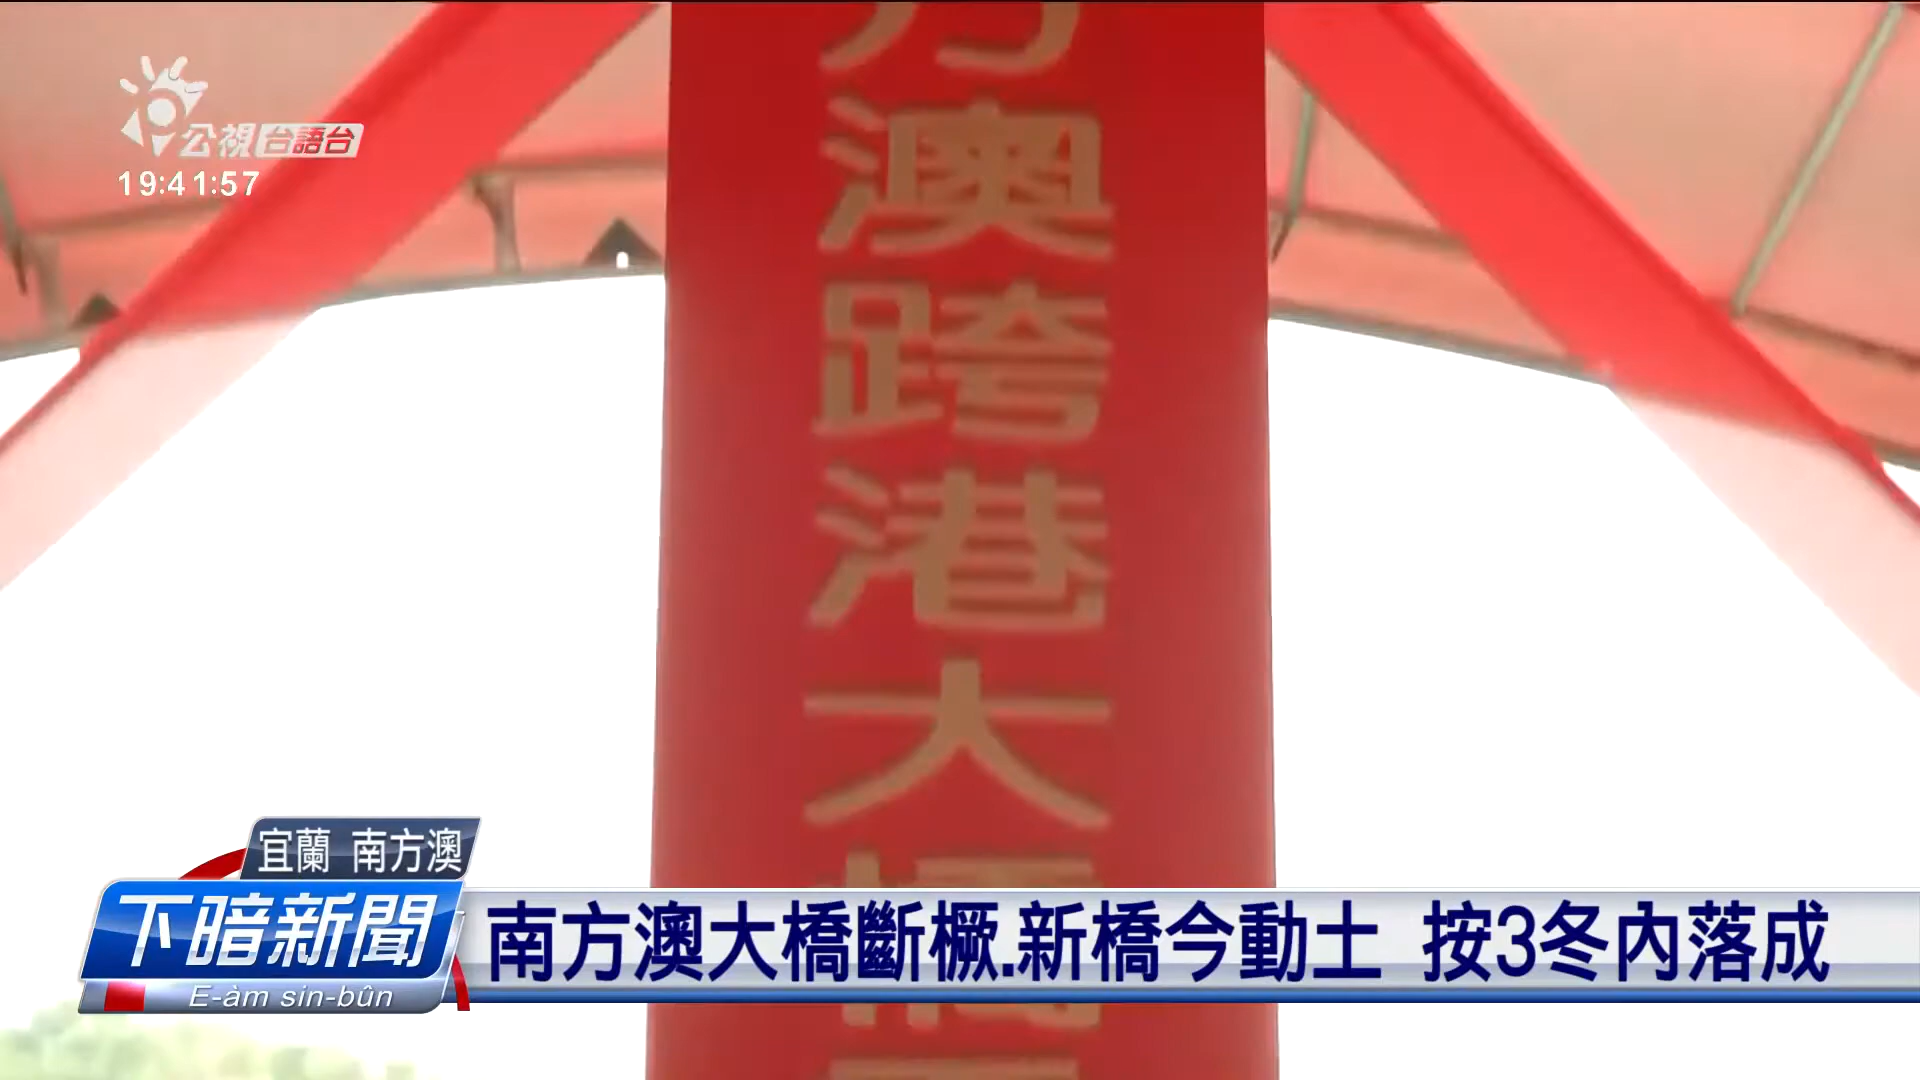 公視台語台
19:41:57
方澳跨港大橋
宜蘭 南方澳
下暗新聞
E-àm sin-bûn
南方澳大橋斷橛.新橋今動土 按3冬內落成